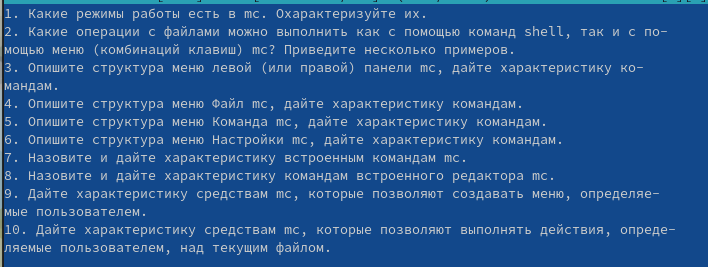 1. Какие режимы работы есть в mc. Охарактеризуйте их.
2. Какие операции с файлами можно выполнить как с помощью команд shell, так и с по-
мощью меню (комбинаций клавиш) mc? Приведите несколько примеров.
3. Опишите структура меню левой (или правой) панели mc, дайте характеристику ко-
мандам.
4. Опишите структура меню Файл mc, дайте характеристику командам.
5. Опишите структура меню Команда mc, дайте характеристику командам.
6. Опишите структура меню Настройки mc, дайте характеристику командам.
7. Назовите и дайте характеристику встроенным командам mc.
8. Назовите и дайте характеристику командам встроенного редактора mc.
9. Дайте характеристику средствам mc, которые позволяют создавать меню, определяе-
мые пользователем.
10. Дайте характеристику средствам mc, которые позволяют выполнять действия, опреде-
ляемые пользователем, над текущим файлом.